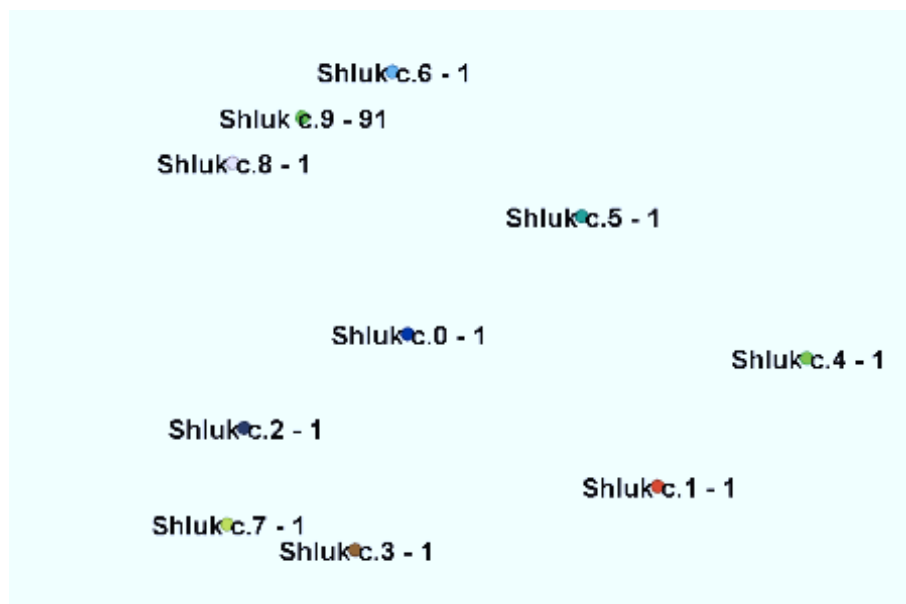 Shluk c.6 - 1
Shluk c.9 - 91
Shluk c.8 - 1
Shluk c.5 - 1
Shluk c.0 - 1
Shluk c.4 - 1
Shluk c.2 - 1
Shluk c.1 - 1
Shluk c.7 - 1
Shluk c.3 - 1